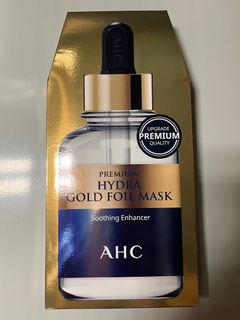 AHC
UPGRADE
PREMIUM
QUALITY
PREMIUM
HYDRA
GOLD FOIL MASK
Soothing Enhancer
AHC